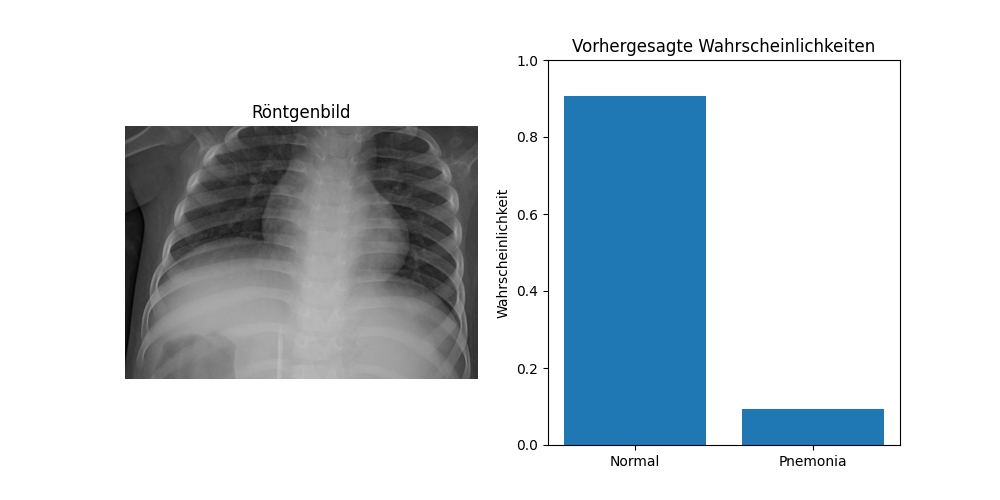 Röntgenbild
Vorhergesagte Wahrscheinlichkeiten
Wahrscheinlichkeit
1.0
0.8
0.6
0.4
0.2
0.0
Normal
Pnemonia